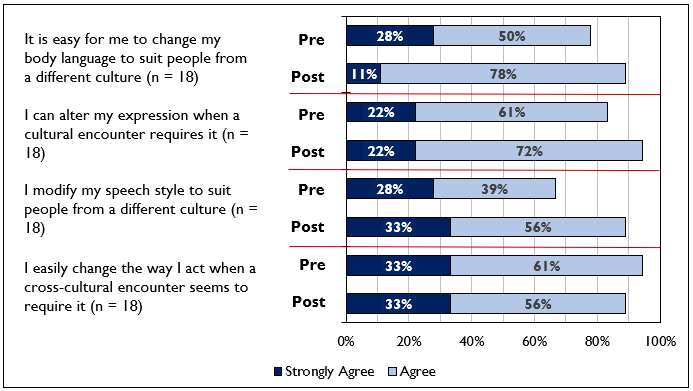 It is easy for me to change my
body language to suit people from
a different culture (n = 18)
Pre
28%
50%
Post
11%
78%
I can alter my expression when a
cultural encounter requires it (n =
18)
Pre
22%
61%
Post
22%
72%
I modify my speech style to suit
people from a different culture (n =
18)
Pre
28%
39%
Post
33%
56%
I easily change the way I act when a
cross-cultural encounter seems to
require it (n = 18)
Pre
33%
61%
Post
33%
56%
0% 20% 40% 60% 80% 100%
Strongly Agree Agree